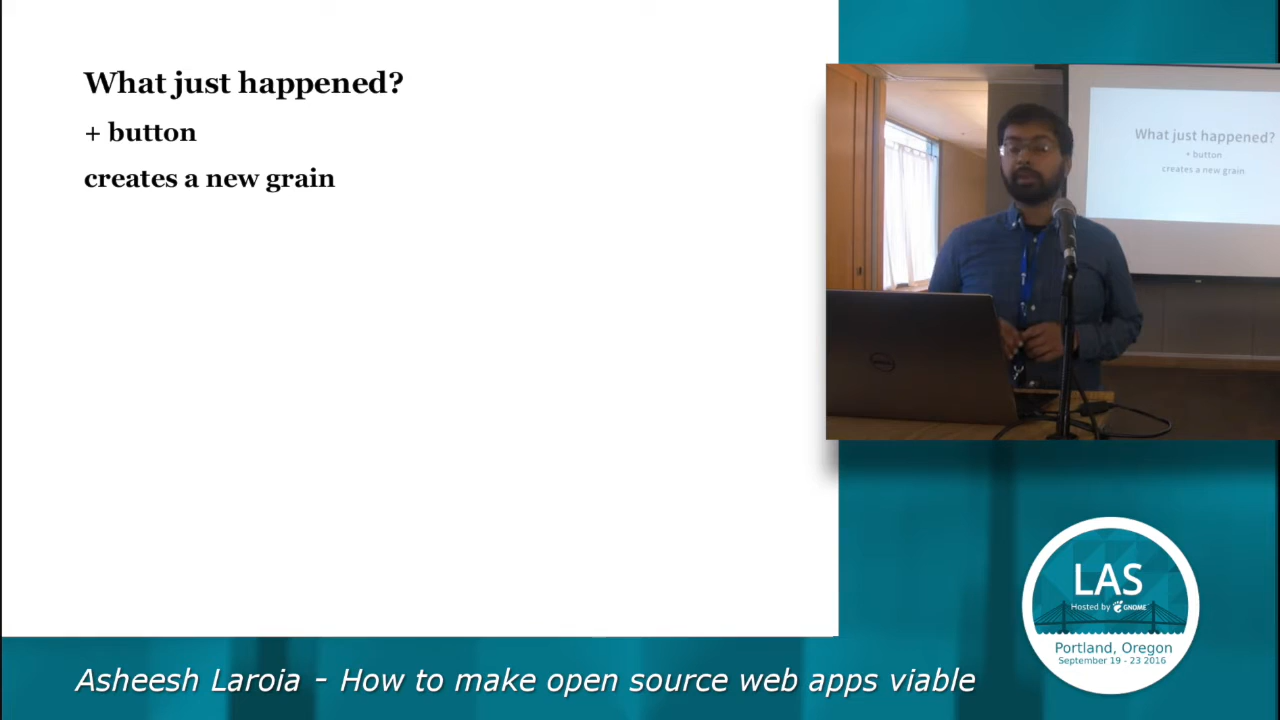 What just happened?
+ button
creates a new grain
What just happened?
+ button
creates a new grain
DELL
LAS
Hosted by GNOME
Portland, Oregon
September 19 - 23 2016
Asheesh Laroia - How to make open source web apps viable